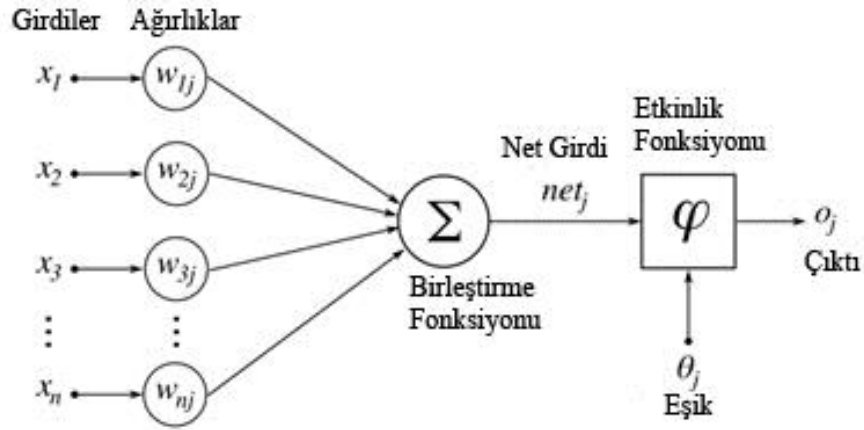 Girdiler Ağırlıklar
x1 w1j
x2 w2j
x3 w3j
⋮ ⋮
xn wnj
Σ
Birleştirme
Fonksiyonu
Net Girdi
netj
Etkinlik
Fonksiyonu
φ
oj
Çıktı
θj
Eşik